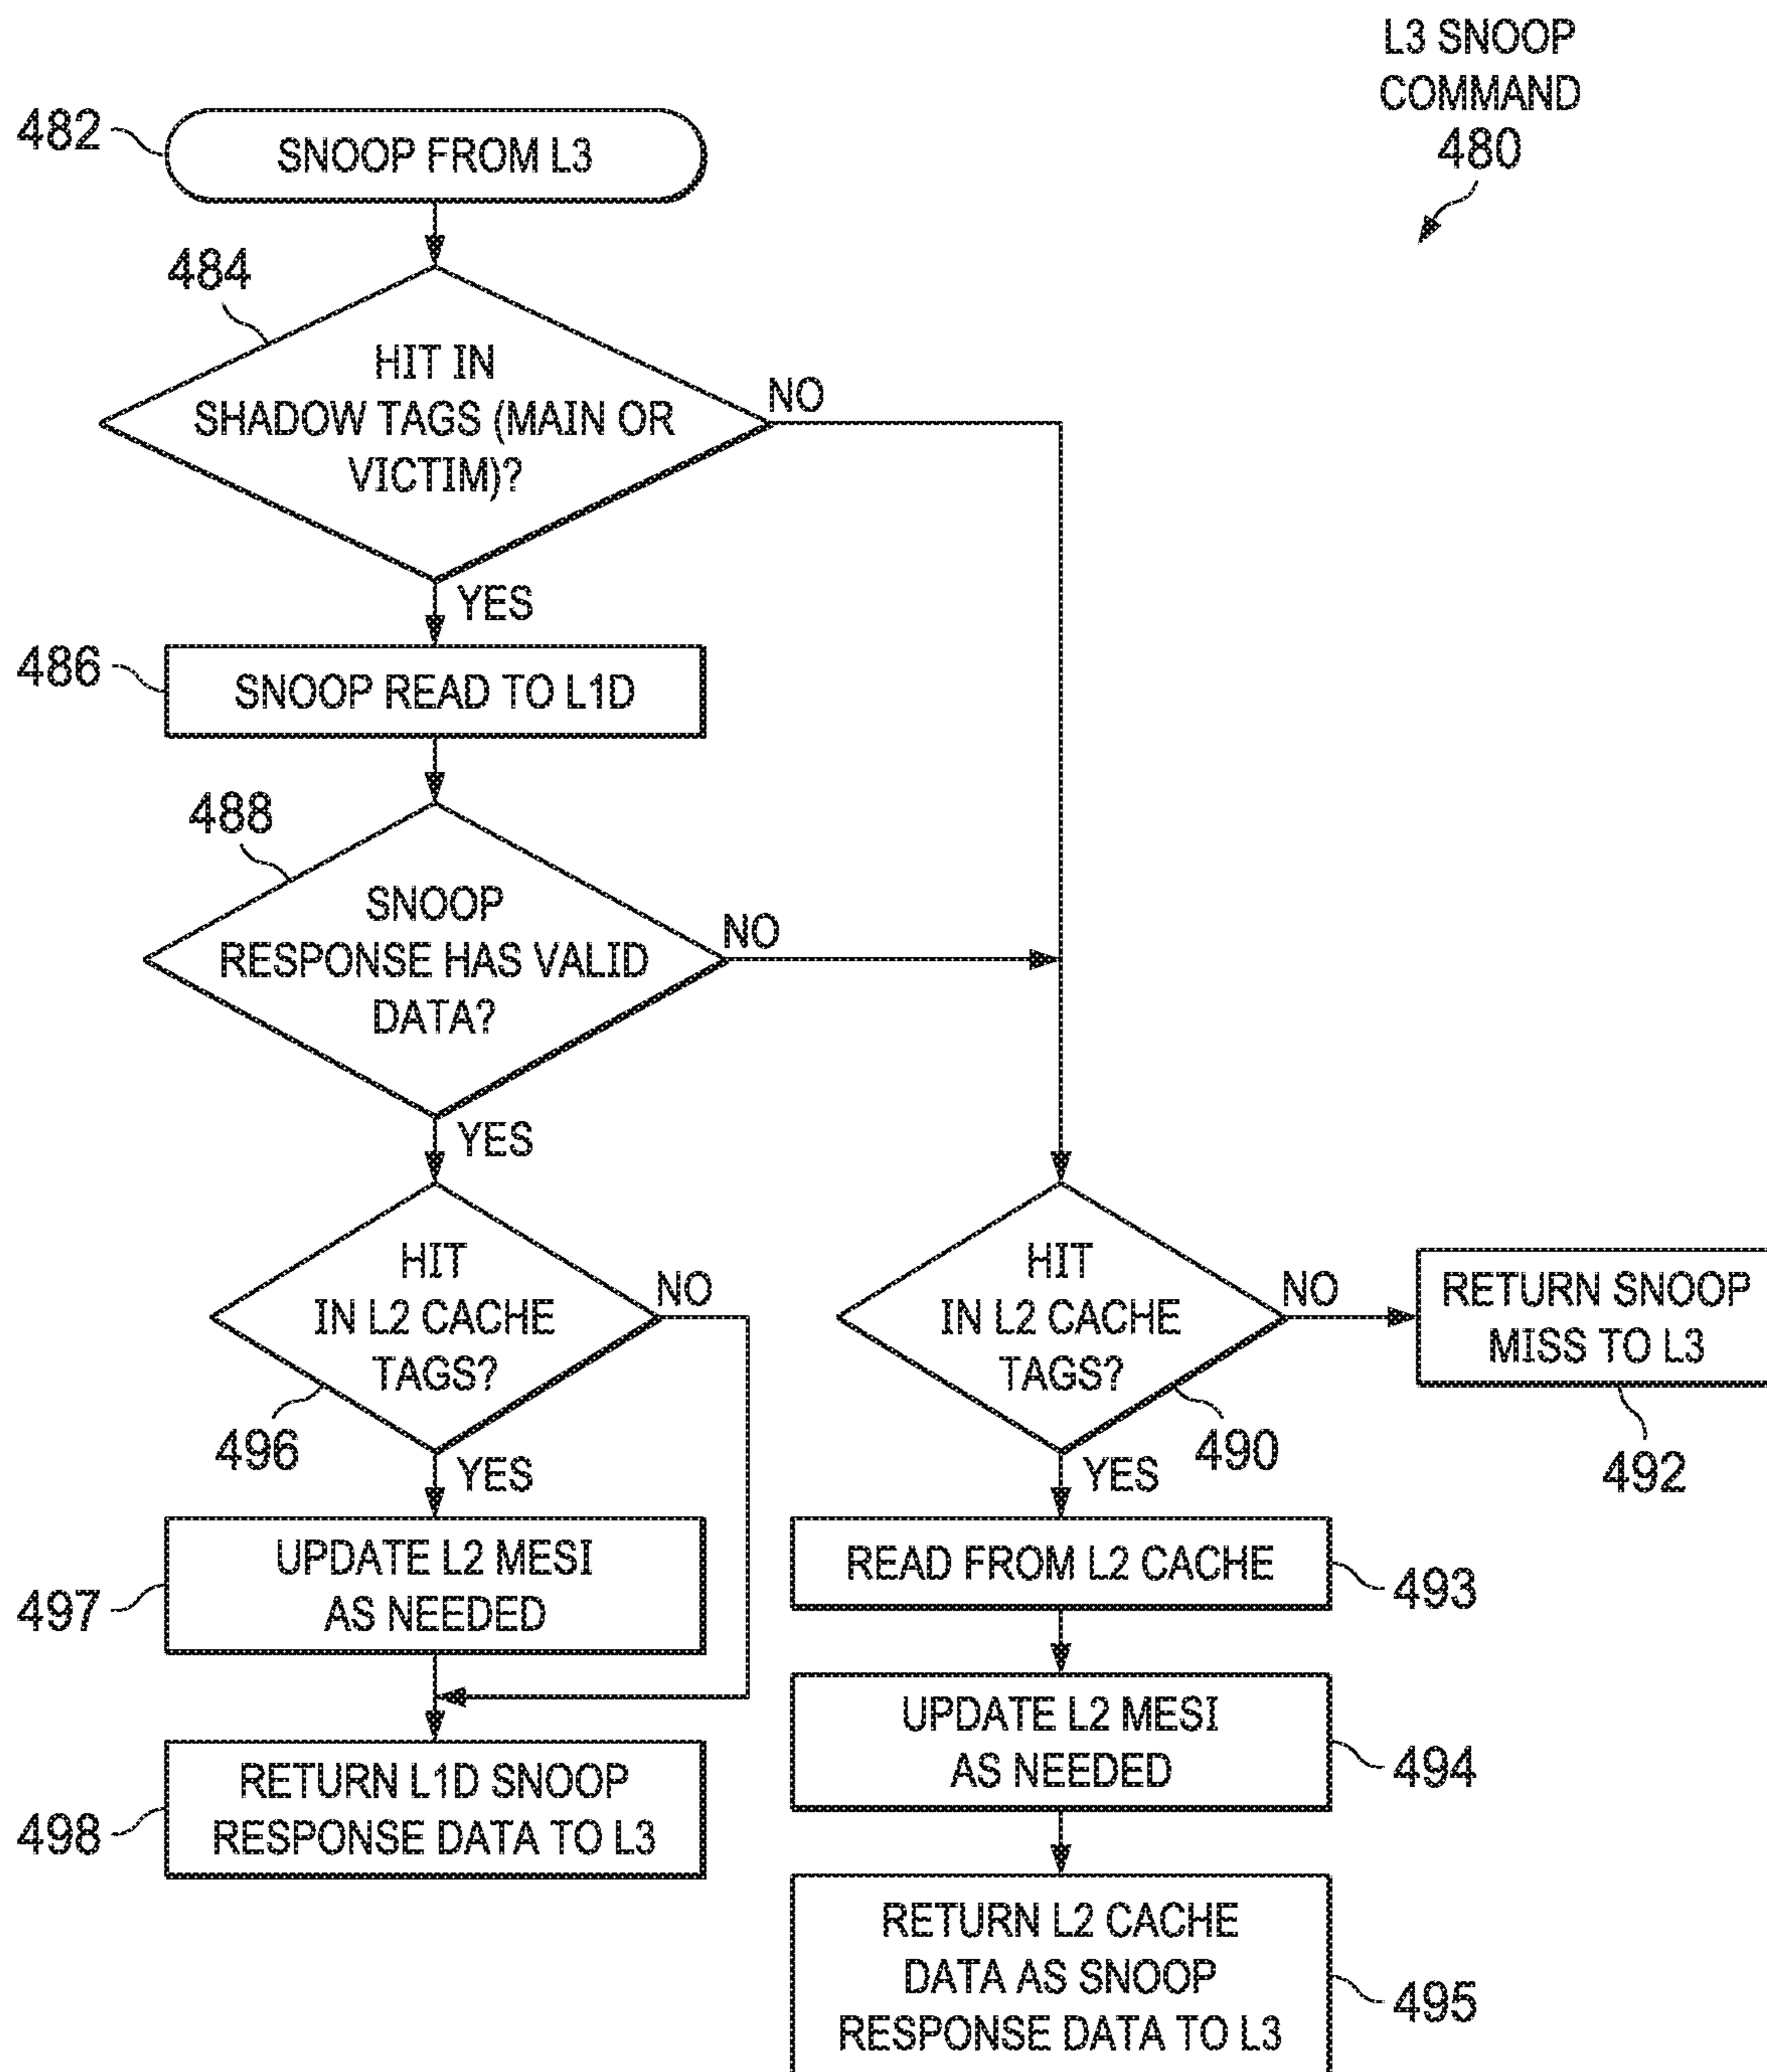 L3 SNOOP
COMMAND
480
482
SNOOP FROM L3
484
HIT IN
SHADOW TAGS (MAIN OR
VICTIM)?
NO
YES
486
SNOOP READ TO L1D
488
SNOOP
RESPONSE HAS VALID
DATA?
NO
YES
HIT
IN L2 CACHE
TAGS?
NO
496
YES
HIT
IN L2 CACHE
TAGS?
NO
490
YES
RETURN SNOOP
MISS TO L3
492
UPDATE L2 MESI
AS NEEDED
497
READ FROM L2 CACHE
493
UPDATE L2 MESI
AS NEEDED
494
RETURN L1D SNOOP
RESPONSE DATA TO L3
498
RETURN L2 CACHE
DATA AS SNOOP
RESPONSE DATA TO L3
495